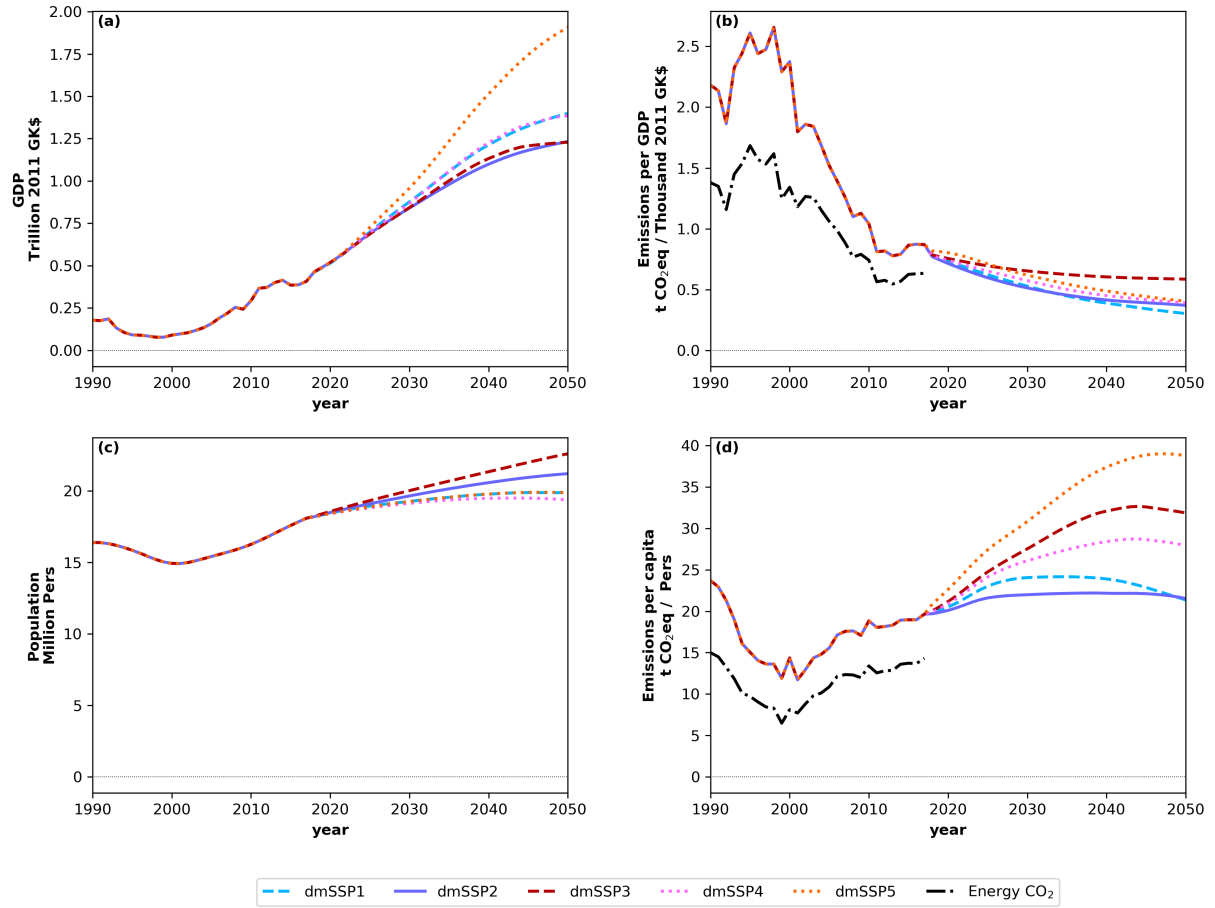 (a)
GDP
Trillion 2011 GK$
2.00
1.75
1.50
1.25
1.00
0.75
0.50
0.25
0.00
1990 2000 2010 2020 2030 2040 2050
year
(b)
Emissions per GDP
t CO₂eq / Thousand 2011 GK$
2.5
2.0
1.5
1.0
0.5
0.0
1990 2000 2010 2020 2030 2040 2050
year
(c)
Population
Million Pers
20
15
10
5
0
1990 2000 2010 2020 2030 2040 2050
year
(d)
Emissions per capita
t CO₂eq / Pers
40
35
30
25
20
15
10
5
0
1990 2000 2010 2020 2030 2040 2050
year
dmSSP1 dmSSP2 dmSSP3 dmSSP4 dmSSP5 Energy CO₂